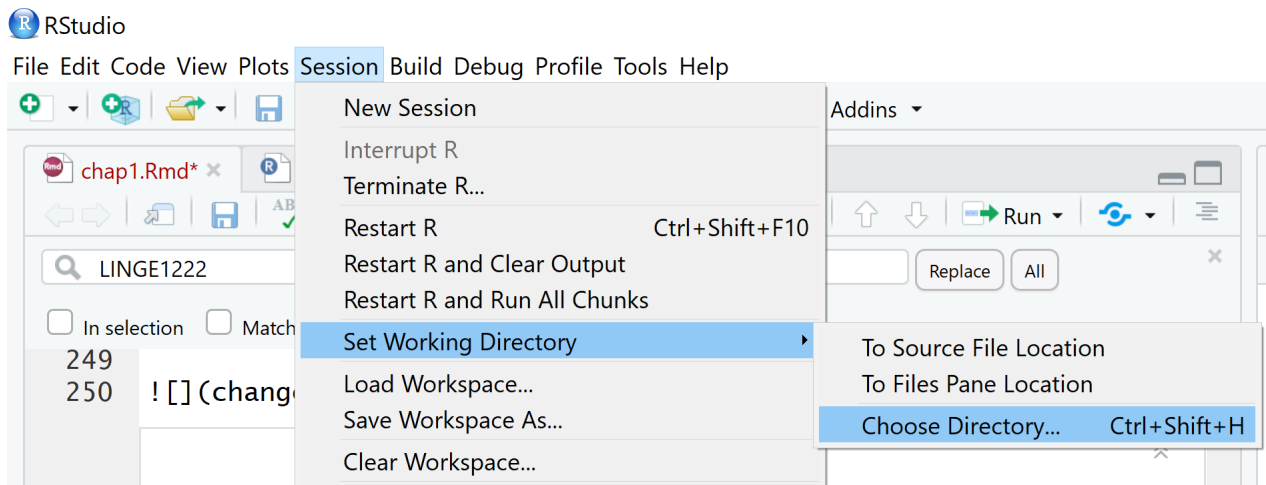 RStudio
File Edit Code View Plots Session Build Debug Profile Tools Help
New Session
Addins
Interrupt R
chap1.Rmd*
Terminate R...
Run
Restart R Ctrl+Shift+F10
LINGE1222
Restart R and Clear Output
Replace All
Restart R and Run All Chunks
In selection Match
Set Working Directory
To Source File Location
249
Load Workspace...
To Files Pane Location
250 ![](change
Save Workspace As...
Choose Directory... Ctrl+Shift+H
Clear Workspace...